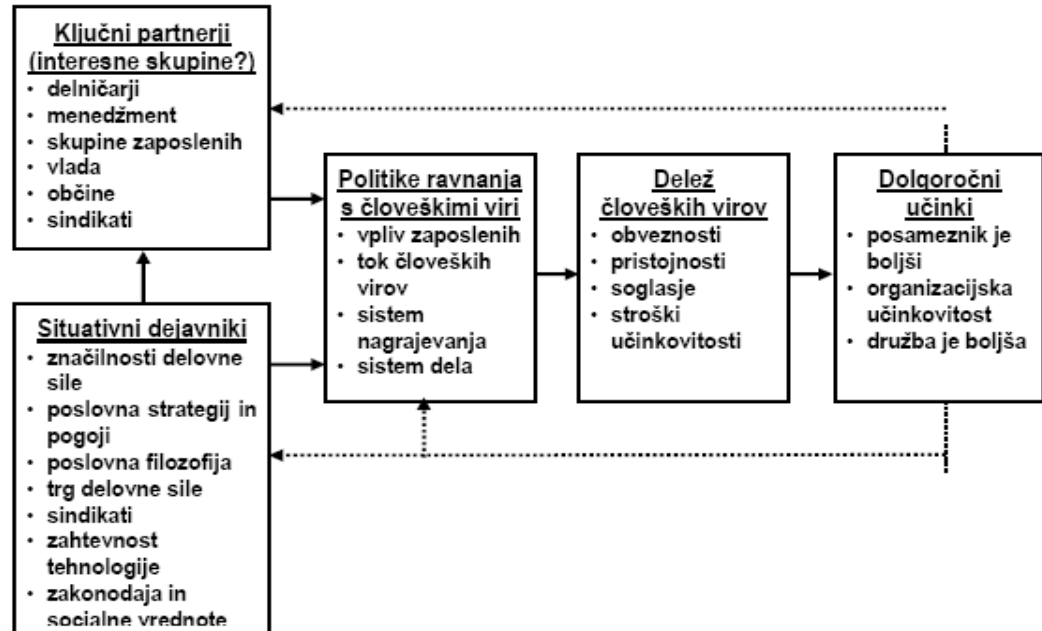 Ključni partnerji
(interesne skupine?)
• delničarji
• menedžment
• skupine zaposlenih
• vlada
• občine
• sindikati
Situativni dejavniki
• značilnosti delovne
sile
• poslovna strategij in
pogoji
• poslovna filozofija
• trg delovne sile
• sindikati
• zahtevnost
tehnologije
• zakonodaja in
socialne vrednote
Politike ravnanja
s človeškimi viri
• vpliv zaposlenih
• tok človeških
virov
• sistem
nagrajevanja
• sistem dela
Delež
človeških virov
• obveznosti
• pristojnosti
• soglasje
• stroški
učinkovitosti
Dolgoročni
učinki
• posameznik je
boljši
• organizacijska
učinkovitost
• družba je boljša